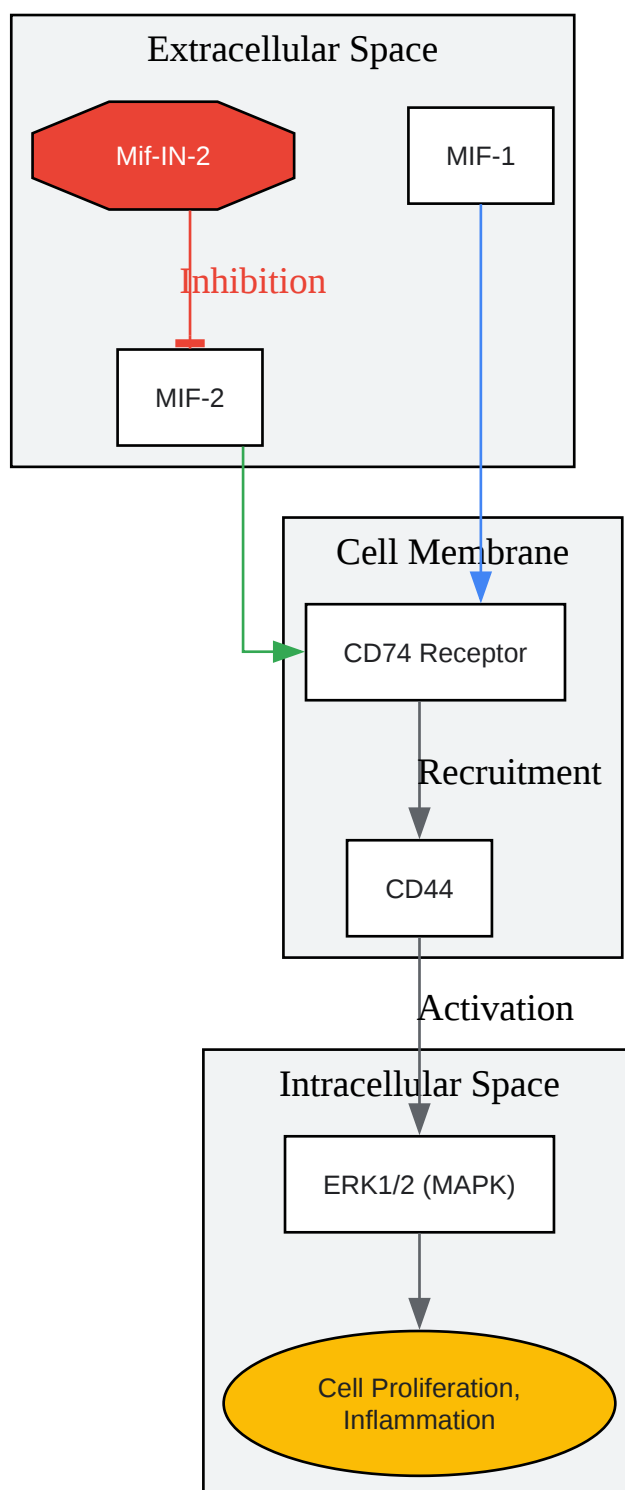 Extracellular Space
Mif-IN-2
MIF-1
Inhibition
MIF-2
Cell Membrane
CD74 Receptor
Recruitment
CD44
Activation
Intracellular Space
ERK1/2 (MAPK)
Cell Proliferation,
Inflammation